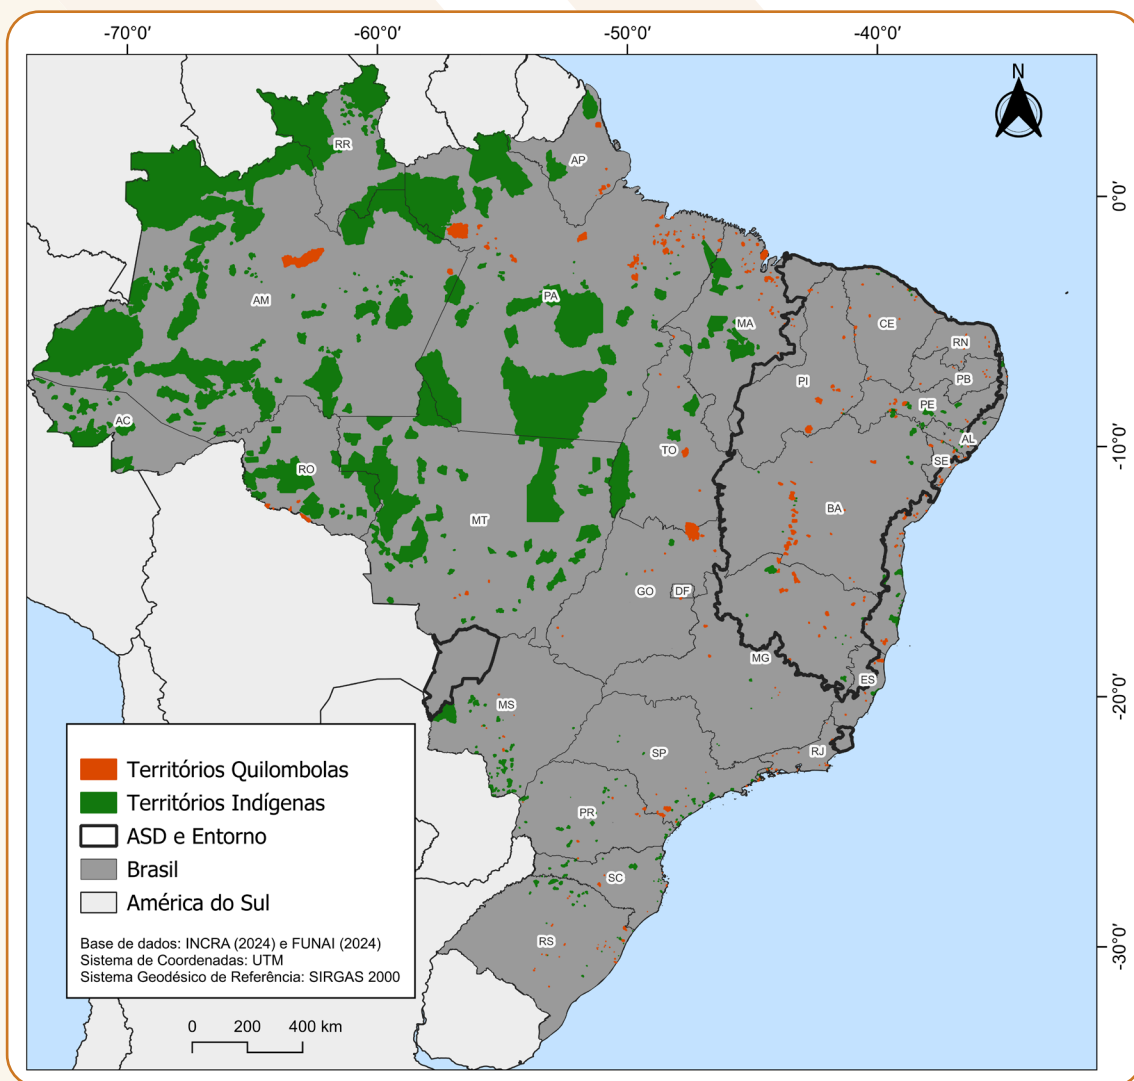 -70°0' -60°0' -50°0' -40°0'
N
0°0'
-10°0'
-20°0'
-30°0'
RR
AP
AM
PA
MA
CE
RN
PB
PI
PE
AL
SE
AC
TO
RO
BA
MT
GO
DF
MG
ES
MS
SP
RJ
PR
SC
RS
Territórios Quilombolas
Territórios Indígenas
ASD e Entorno
Brasil
América do Sul
Base de dados: INCRA (2024) e FUNAI (2024)
Sistema de Coordenadas: UTM
Sistema Geodésico de Referência: SIRGAS 2000
0 200 400 km